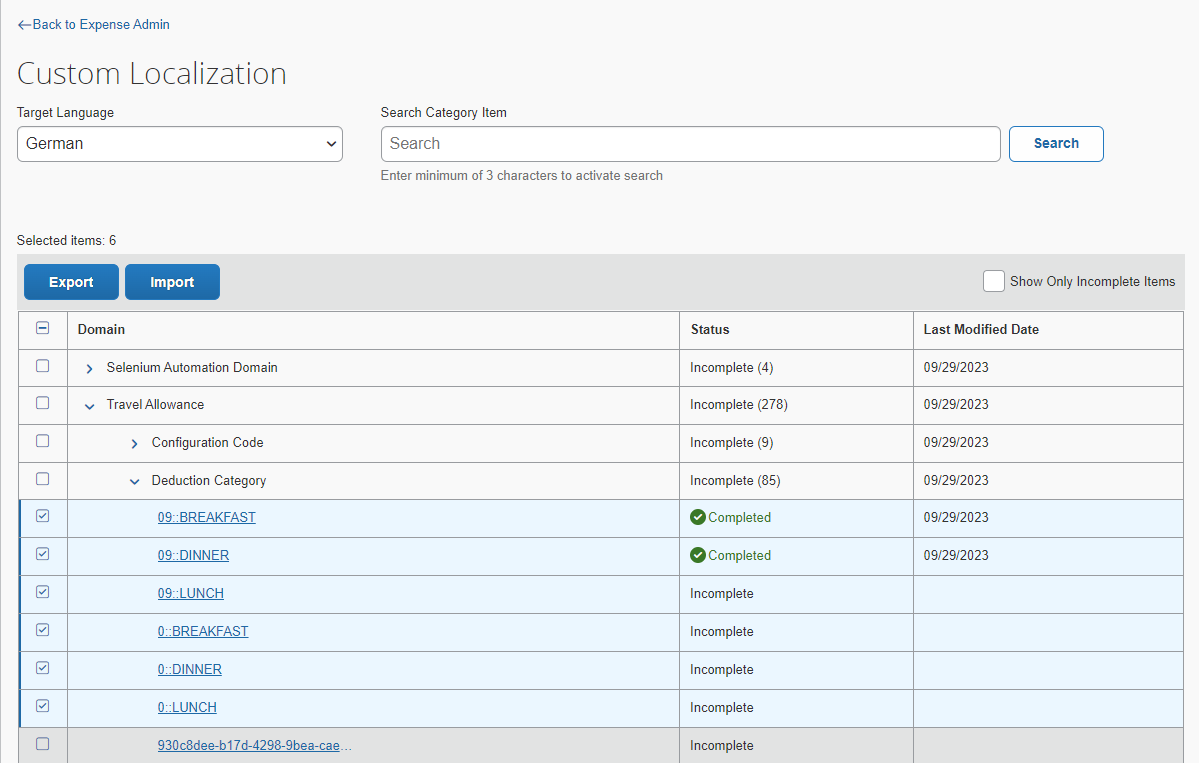 ←Back to Expense Admin
Custom Localization
Target Language
Search Category Item
German
Search
Search
Enter minimum of 3 characters to activate search
Selected items: 6
Export
Import
Show Only Incomplete Items
Domain Status Last Modified Date
Selenium Automation Domain Incomplete (4) 09/29/2023
Travel Allowance Incomplete (278) 09/29/2023
Configuration Code Incomplete (9) 09/29/2023
Deduction Category Incomplete (85) 09/29/2023
09::BREAKFAST Completed 09/29/2023
09::DINNER Completed 09/29/2023
09::LUNCH Incomplete
0::BREAKFAST Incomplete
0::DINNER Incomplete
0::LUNCH Incomplete
930c8dee-b17d-4298-9bea-cae… Incomplete